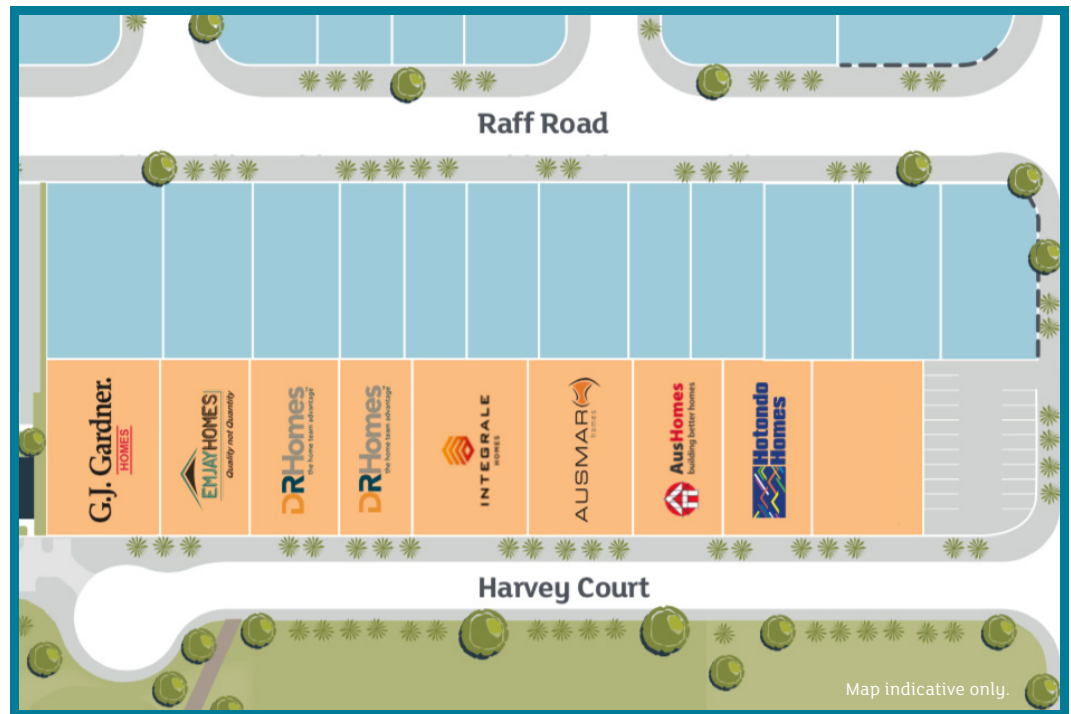 Raff Road
G.J. Gardner.
HOMES
EMJAYHOMES
Quality not Quantity
DRHomes
the home team advantage
DRHomes
the home team advantage
INTEGRALE
HOMES
AUSMAR
homes
AusHomes
building better homes
Hotondo
Homes
Harvey Court
Map indicative only.